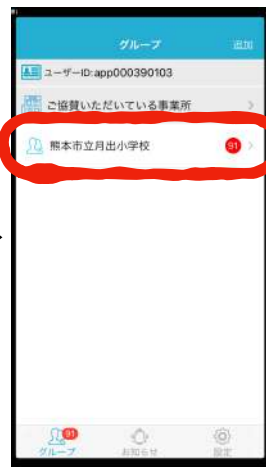 グループ
追加
ユーザーID:app000390103
ご協賛いただいている事業所
熊本市立月出小学校
91
91
グループ
お知らせ
設定